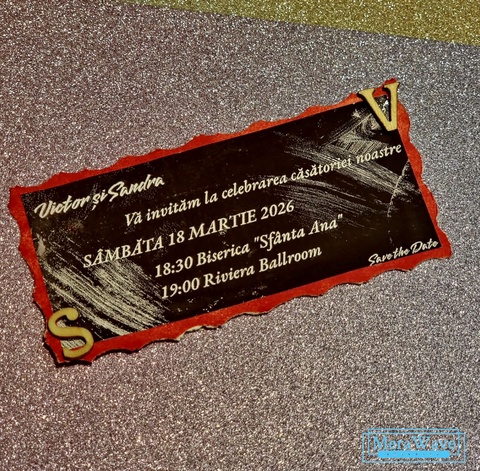 Victor și Sandra
Vă invităm la celebrarea căsătoriei noastre
SÂMBĂTA 18 MARTIE 2026
18:30 Biserica "Sfânta Ana"
19:00 Riviera Ballroom
Save the Date
V
S
MaraWave